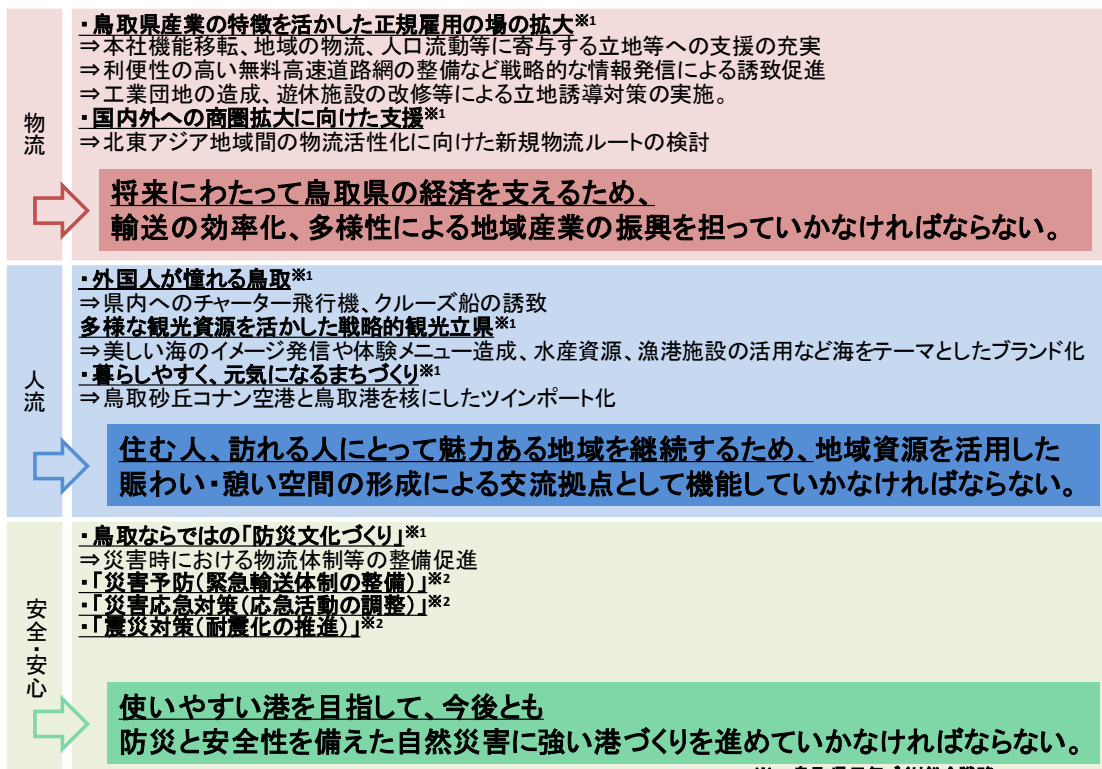 物流
・鳥取県産業の特徴を活かした正規雇用の場の拡大※1
⇒本社機能移転、地域の物流、人口流動等に寄与する立地等への支援の充実
⇒利便性の高い無料高速道路網の整備など戦略的な情報発信による誘致促進
⇒工業団地の造成、遊休施設の改修等による立地誘導対策の実施。
・国内外への商圏拡大に向けた支援※1
⇒北東アジア地域間の物流活性化に向けた新規物流ルートの検討
将来にわたって鳥取県の経済を支えるため、
輸送の効率化、多様性による地域産業の振興を担っていかなければならない。
人流
・外国人が憧れる鳥取※1
⇒県内へのチャーター飛行機、クルーズ船の誘致
多様な観光資源を活かした戦略的観光立県※1
⇒美しい海のイメージ発信や体験メニュー造成、水産資源、漁港施設の活用など海をテーマとしたブランド化
・暮らしやすく、元気になるまちづくり※1
⇒鳥取砂丘コナン空港と鳥取港を核にしたツインポート化
住む人、訪れる人にとって魅力ある地域を継続するため、地域資源を活用した
賑わい・憩い空間の形成による交流拠点として機能していかなければならない。
安全・安心
・鳥取ならではの「防災文化づくり」※1
⇒災害時における物流体制等の整備促進
・「災害予防（緊急輸送体制の整備）」※2
・「災害応急対策（応急活動の調整）」※2
・「震災対策（耐震化の推進）」※2
使いやすい港を目指して、今後とも
防災と安全性を備えた自然災害に強い港づくりを進めていかなければならない。